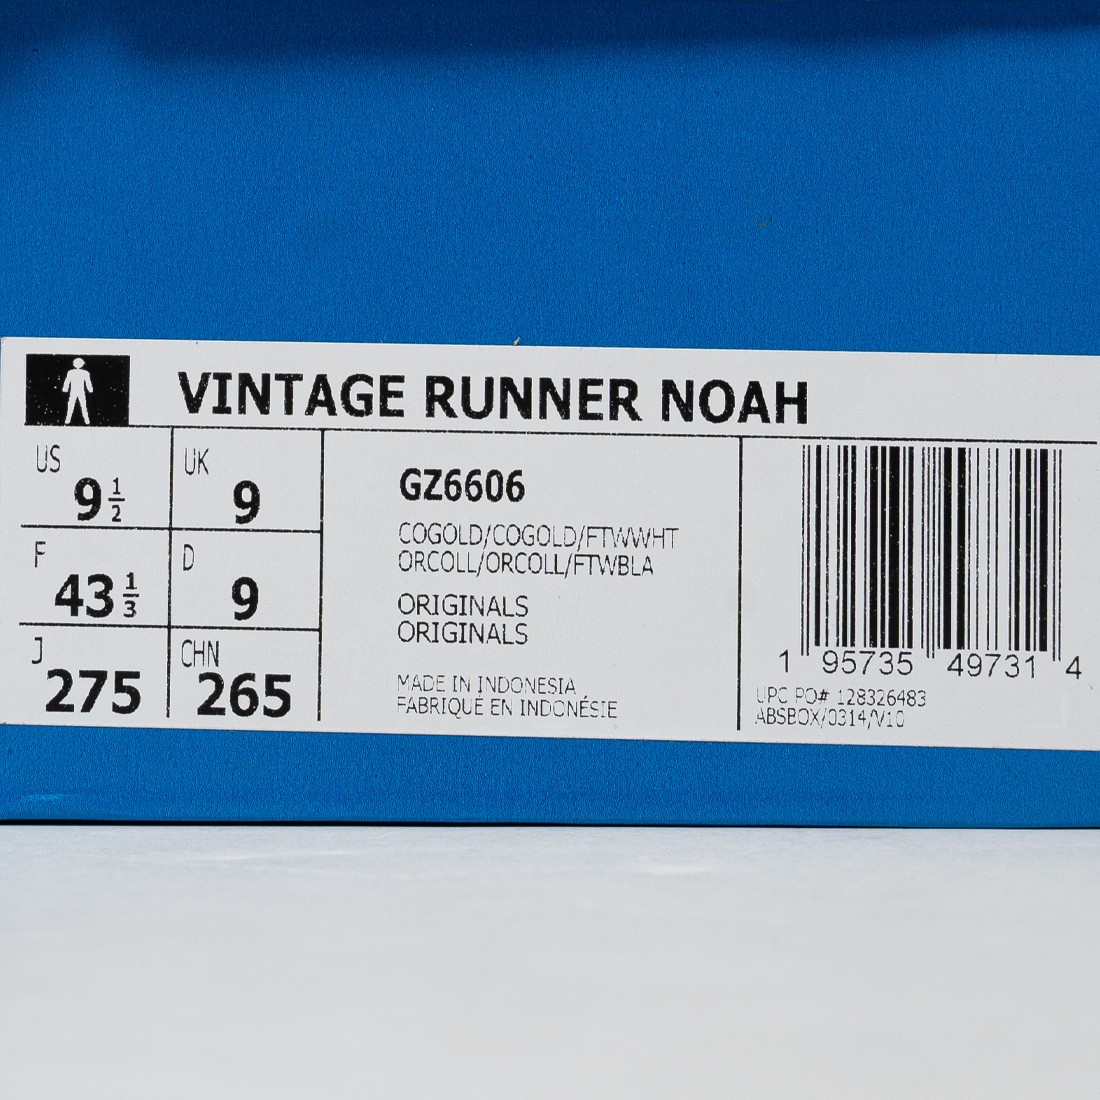 VINTAGE RUNNER NOAH
US 9 1/2
UK 9
F 43 1/3
D 9
J 275
CHN 265
GZ6606
COGOLD/COGOLD/FTWWHT
ORCOLL/ORCOLL/FTWBLA
ORIGINALS
ORIGINALS
MADE IN INDONESIA
FABRIQUÉ EN INDONÉSIE
1 95735 49731 4
UPC PO# 128326483
ABSBOX/0314/V10